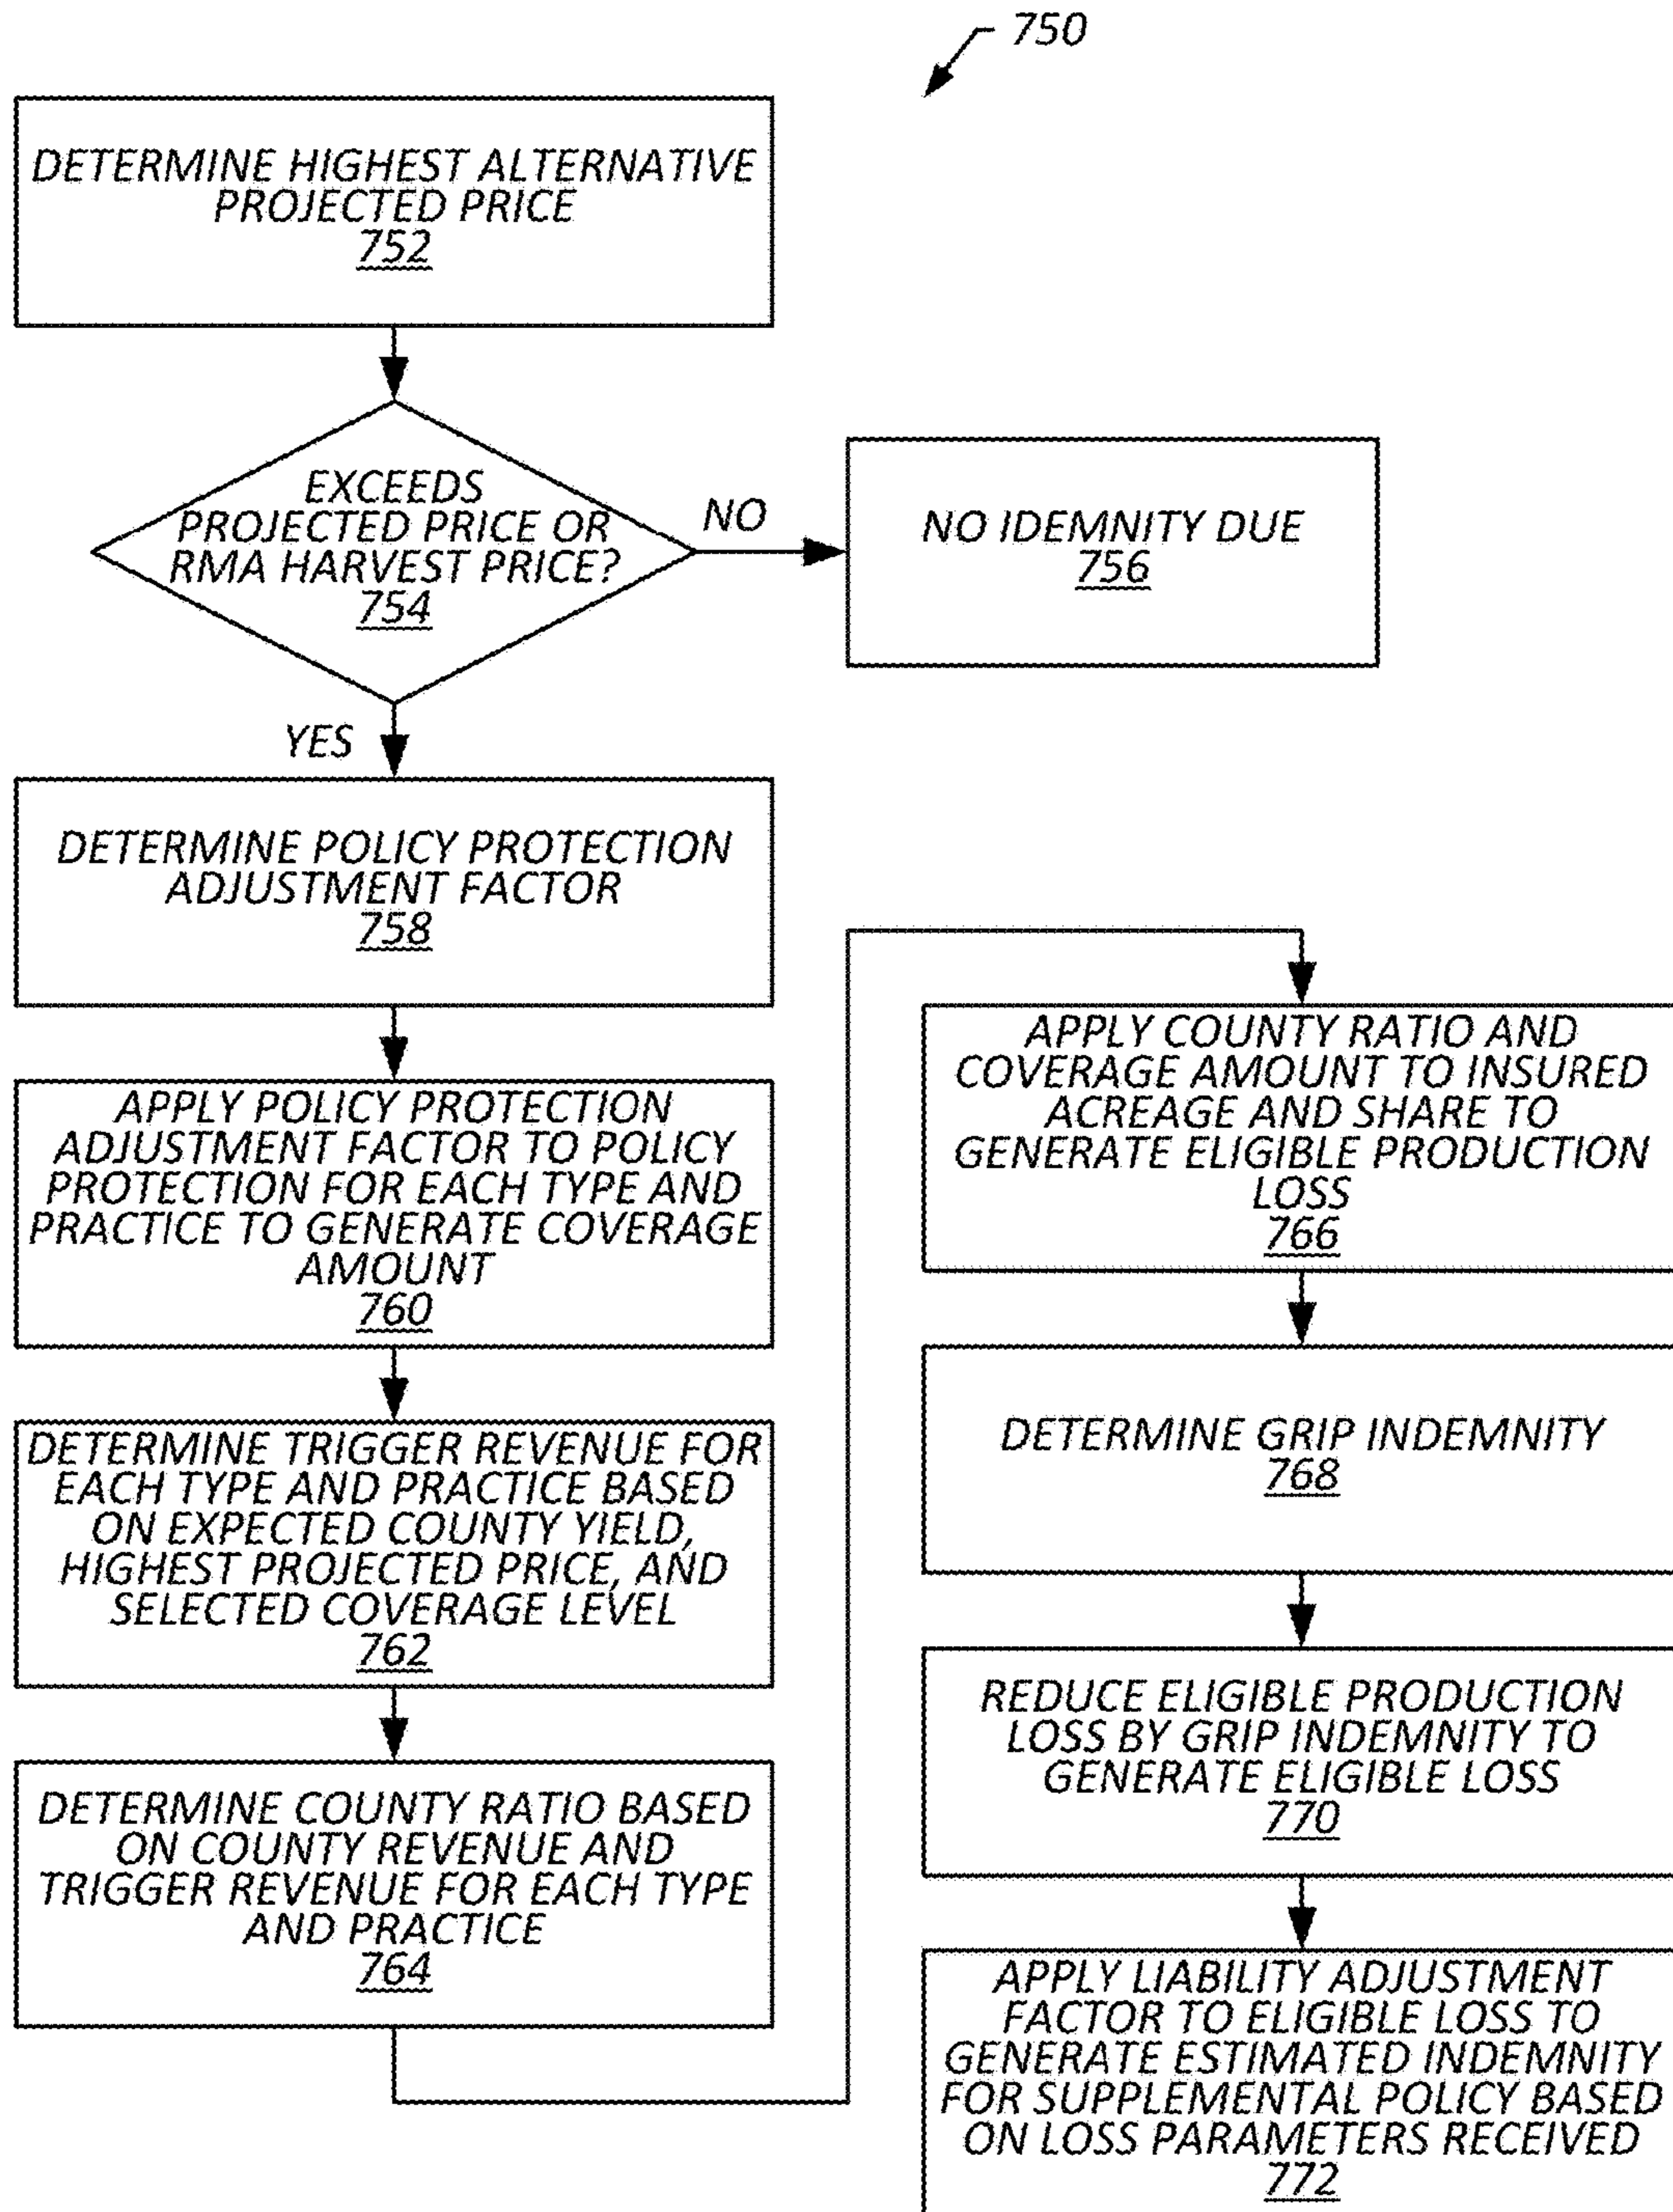 750
DETERMINE HIGHEST ALTERNATIVE
PROJECTED PRICE
752
EXCEEDS
PROJECTED PRICE OR
RMA HARVEST PRICE?
754
NO
NO IDEMNITY DUE
756
YES
DETERMINE POLICY PROTECTION
ADJUSTMENT FACTOR
758
APPLY POLICY PROTECTION
ADJUSTMENT FACTOR TO POLICY
PROTECTION FOR EACH TYPE AND
PRACTICE TO GENERATE COVERAGE
AMOUNT
760
DETERMINE TRIGGER REVENUE FOR
EACH TYPE AND PRACTICE BASED
ON EXPECTED COUNTY YIELD,
HIGHEST PROJECTED PRICE, AND
SELECTED COVERAGE LEVEL
762
DETERMINE COUNTY RATIO BASED
ON COUNTY REVENUE AND
TRIGGER REVENUE FOR EACH TYPE
AND PRACTICE
764
APPLY COUNTY RATIO AND
COVERAGE AMOUNT TO INSURED
ACREAGE AND SHARE TO
GENERATE ELIGIBLE PRODUCTION
LOSS
766
DETERMINE GRIP INDEMNITY
768
REDUCE ELIGIBLE PRODUCTION
LOSS BY GRIP INDEMNITY TO
GENERATE ELIGIBLE LOSS
770
APPLY LIABILITY ADJUSTMENT
FACTOR TO ELIGIBLE LOSS TO
GENERATE ESTIMATED INDEMNITY
FOR SUPPLEMENTAL POLICY BASED
ON LOSS PARAMETERS RECEIVED
772